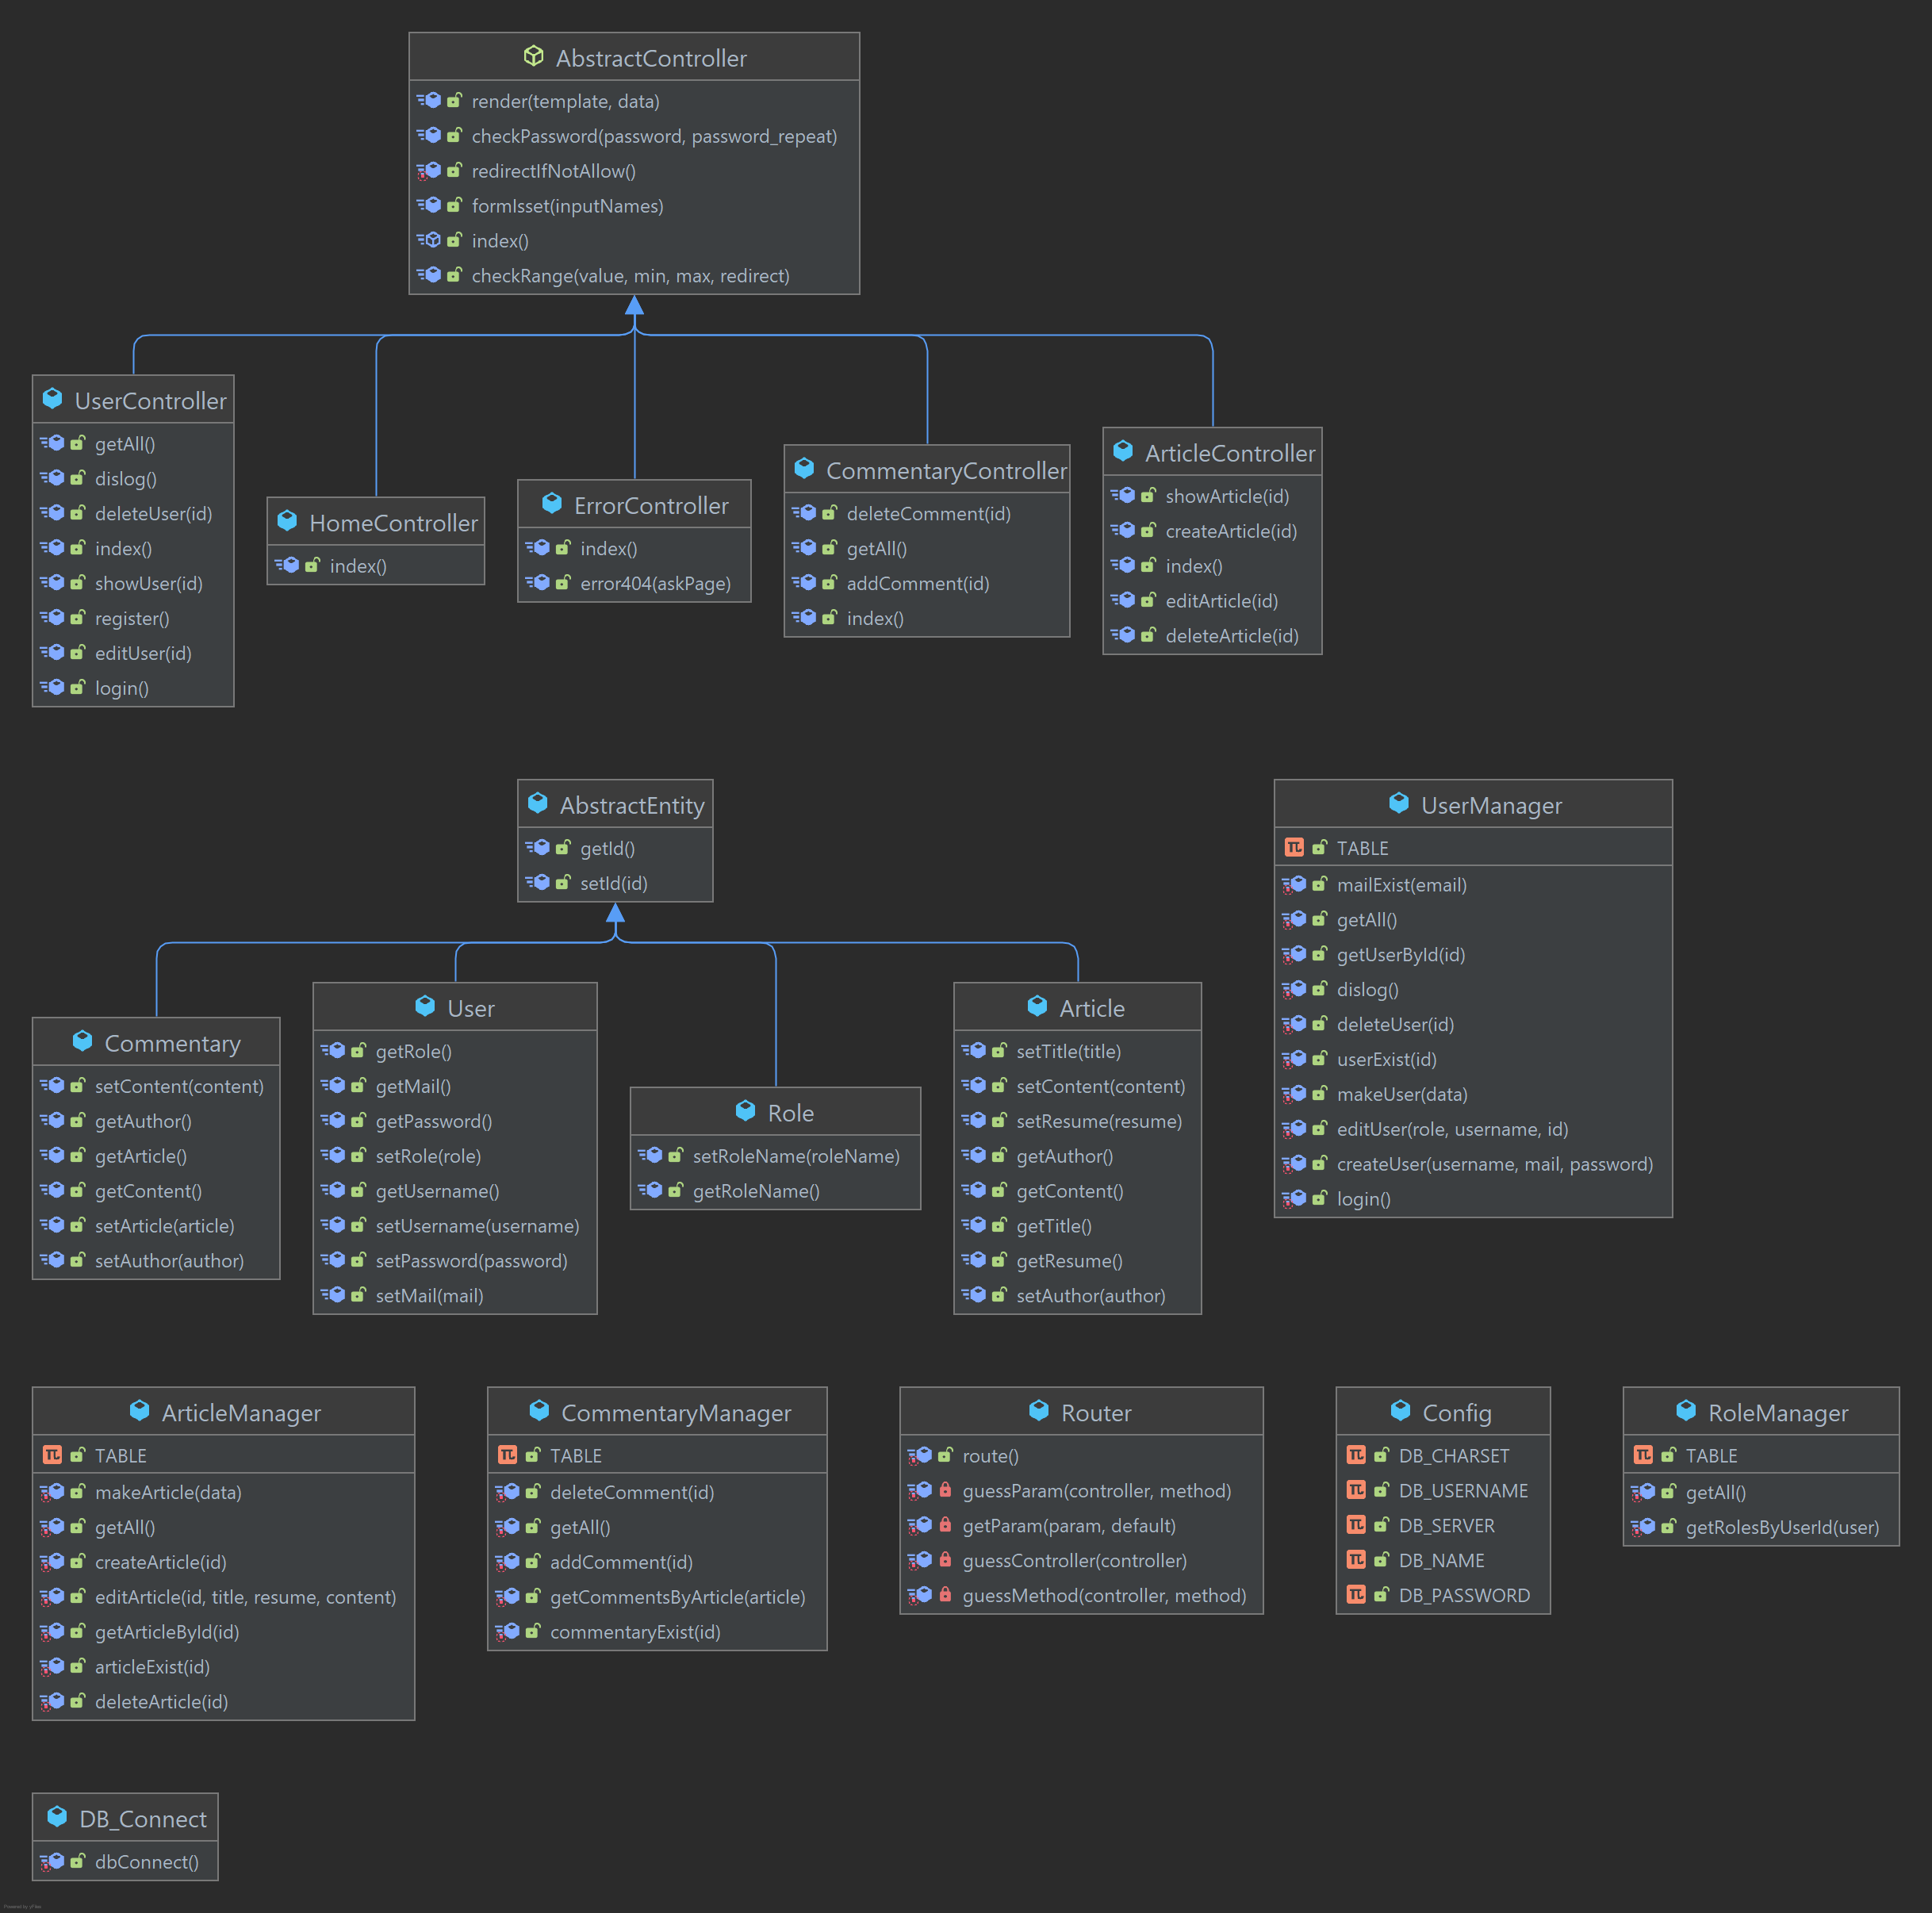 AbstractController
render(template, data)
checkPassword(password, password_repeat)
redirectIfNotAllow()
formIsset(inputNames)
index()
checkRange(value, min, max, redirect)
UserController
getAll()
dislog()
deleteUser(id)
index()
showUser(id)
register()
editUser(id)
login()
HomeController
index()
ErrorController
index()
error404(askPage)
CommentaryController
deleteComment(id)
getAll()
addComment(id)
index()
ArticleController
showArticle(id)
createArticle(id)
index()
editArticle(id)
deleteArticle(id)
AbstractEntity
getId()
setId(id)
UserManager
TABLE
mailExist(email)
getAll()
getUserById(id)
dislog()
deleteUser(id)
userExist(id)
makeUser(data)
editUser(role, username, id)
createUser(username, mail, password)
login()
Commentary
setContent(content)
getAuthor()
getArticle()
getContent()
setArticle(article)
setAuthor(author)
User
getRole()
getMail()
getPassword()
setRole(role)
getUsername()
setUsername(username)
setPassword(password)
setMail(mail)
Role
setRoleName(roleName)
getRoleName()
Article
setTitle(title)
setContent(content)
setResume(resume)
getAuthor()
getContent()
getTitle()
getResume()
setAuthor(author)
ArticleManager
TABLE
makeArticle(data)
getAll()
createArticle(id)
editArticle(id, title, resume, content)
getArticleById(id)
articleExist(id)
deleteArticle(id)
CommentaryManager
TABLE
deleteComment(id)
getAll()
addComment(id)
getCommentsByArticle(article)
commentaryExist(id)
Router
route()
guessParam(controller, method)
getParam(param, default)
guessController(controller)
guessMethod(controller, method)
Config
DB_CHARSET
DB_USERNAME
DB_SERVER
DB_NAME
DB_PASSWORD
RoleManager
TABLE
getAll()
getRolesByUserId(user)
DB_Connect
dbConnect()
Powered by yFiles